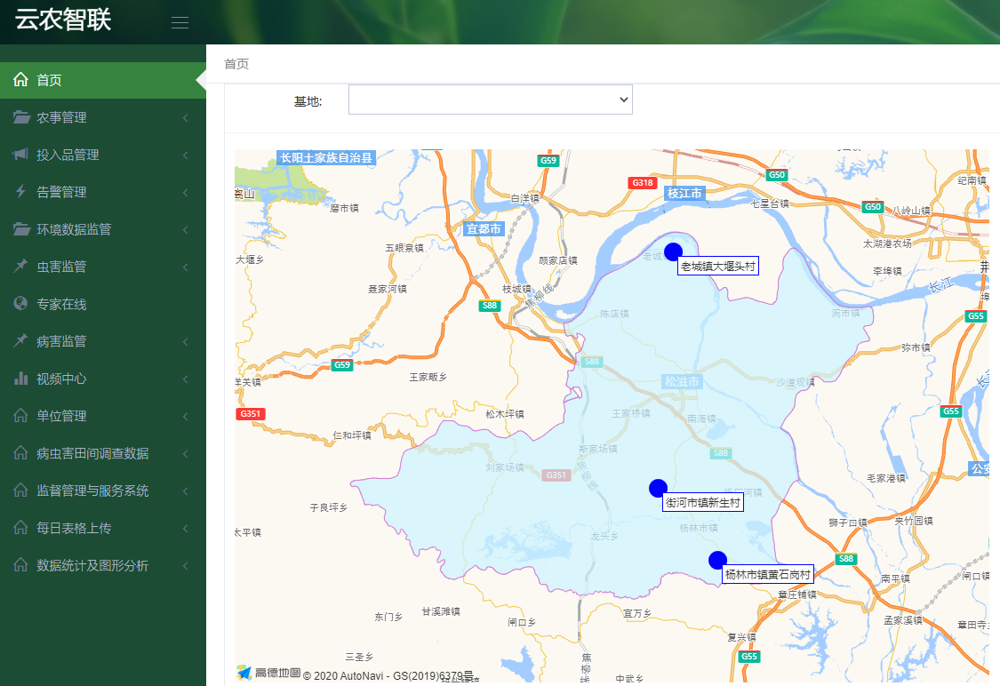 云农智联
首页
首页
农事管理
投入品管理
告警管理
环境数据监管
虫害监管
专家在线
病害监管
视频中心
单位管理
病虫害田间调查数据
监督管理与服务系统
每日表格上传
数据统计及图形分析
基地:
长阳土家族自治县
G59
G318
G50
枝江市
纪南镇
白洋镇
七星台镇
G50
八岭山镇
磨市镇
宜都市
太湖港农场
五眼泉镇
老城镇大堰头村
大堰乡
顾家店镇
李埠镇
聂家河镇
枝城镇
焦柳线
长江
S88
陈店镇
涴市镇
G55
弥市镇
G59
S88
王家畈乡
松滋市
沙道观镇
G351
松木坪镇
王家桥镇
南海镇
G55
仁和坪镇
斯家场镇
S88
刘家场镇
G351
焦柳线
公安
毛家港镇
街河市镇新生村
子良坪乡
杨林市镇
狮子口镇
夹竹园镇
太平镇
龙头乡
S88
杨林市镇黄石岗村
南平镇
闸口镇
章庄铺镇
东门乡
甘溪滩镇
宜万乡
闸口乡
孟家溪镇
章田寺
复兴镇
三圣乡
焦柳线
G55
中武乡
高德地图 © 2020 AutoNavi - GS(2019)6379号